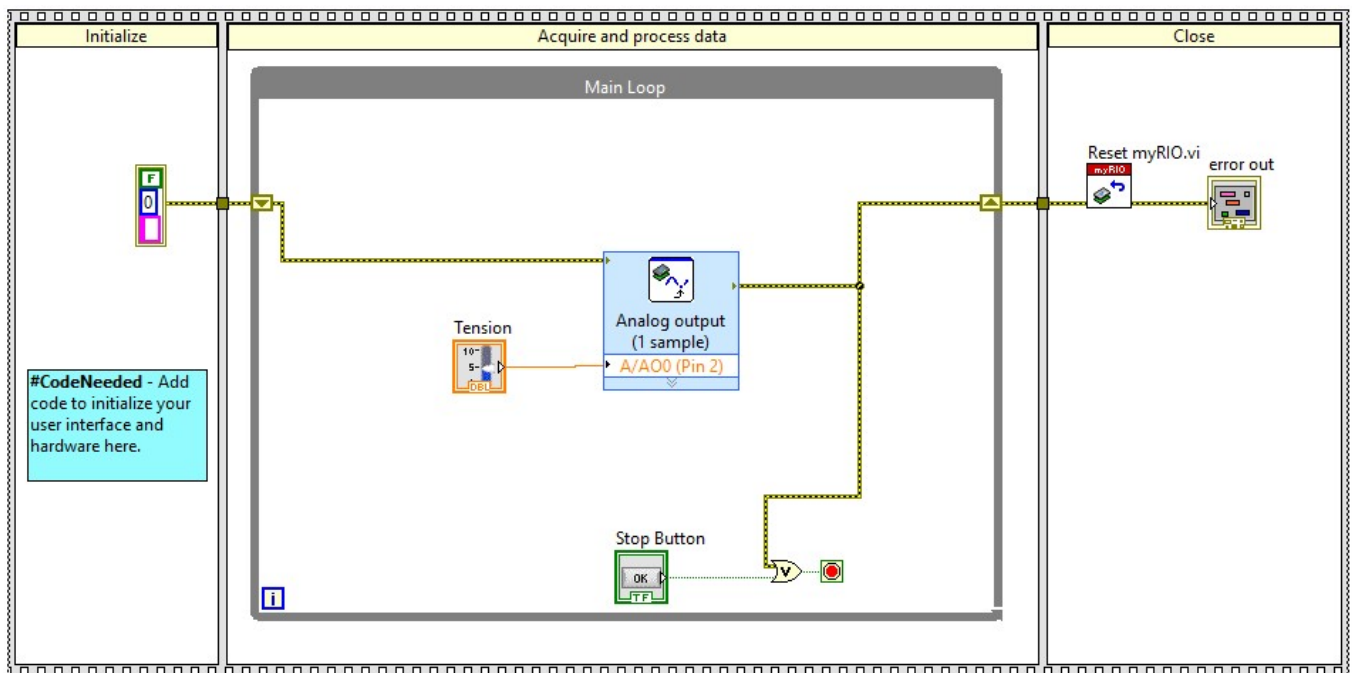 Initialize
Acquire and process data
Close
Main Loop
Reset myRIO.vi
myRIO
error out
F
0
Analog output
(1 sample)
A/AO0 (Pin 2)
Tension
10-
5-
DBL
#CodeNeeded - Add
code to initialize your
user interface and
hardware here.
Stop Button
OK
TF
V
i